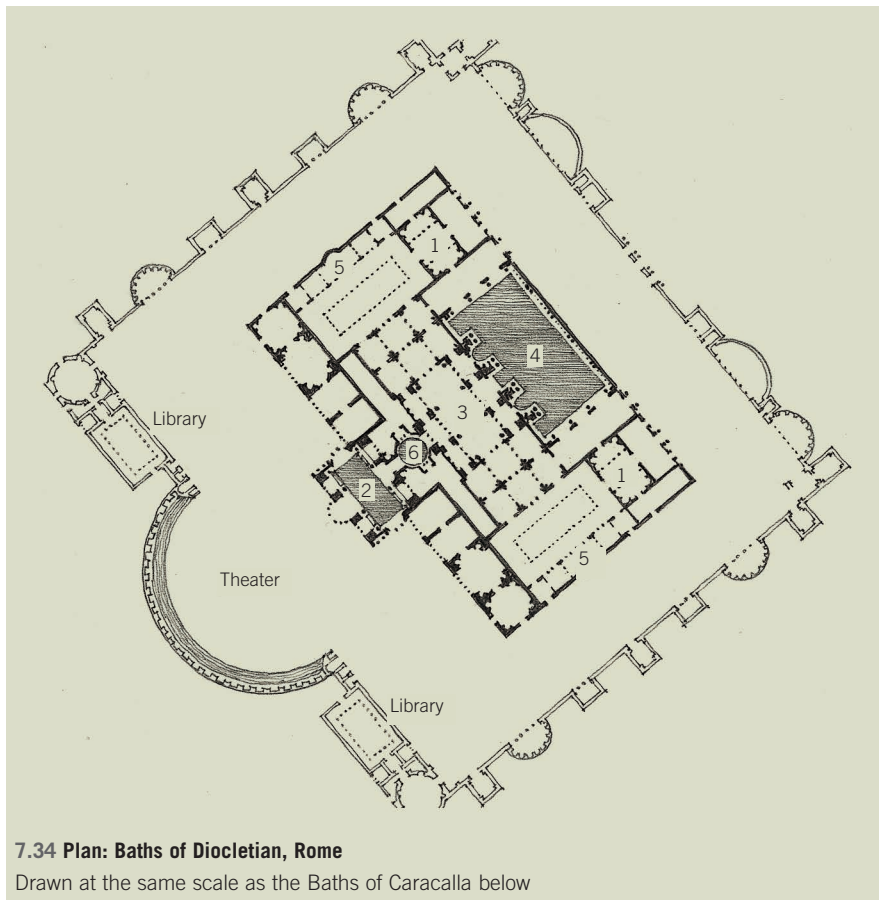 1
5
4
Library
3
6
1
2
5
Theater
Library
7.34 Plan: Baths of Diocletian, Rome
Drawn at the same scale as the Baths of Caracalla below